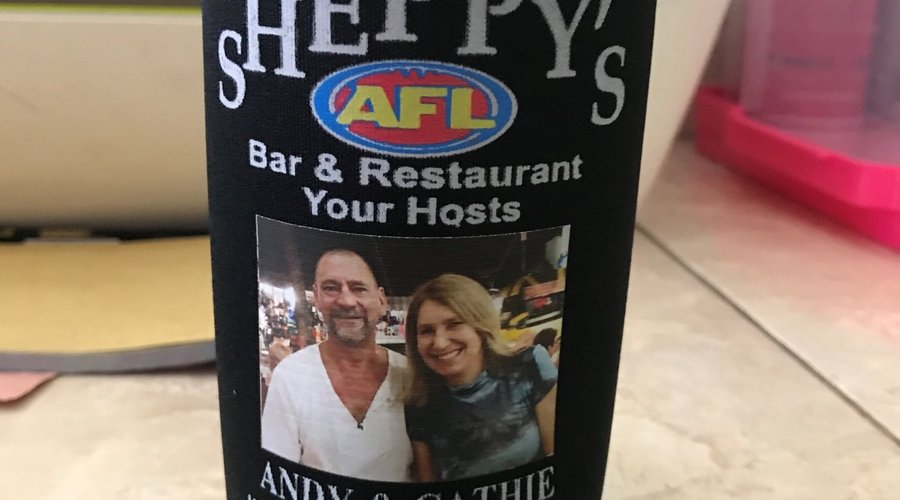 SHEPPY'S
AFL
Bar & Restaurant
Your Hosts
ANDY & CATHIE